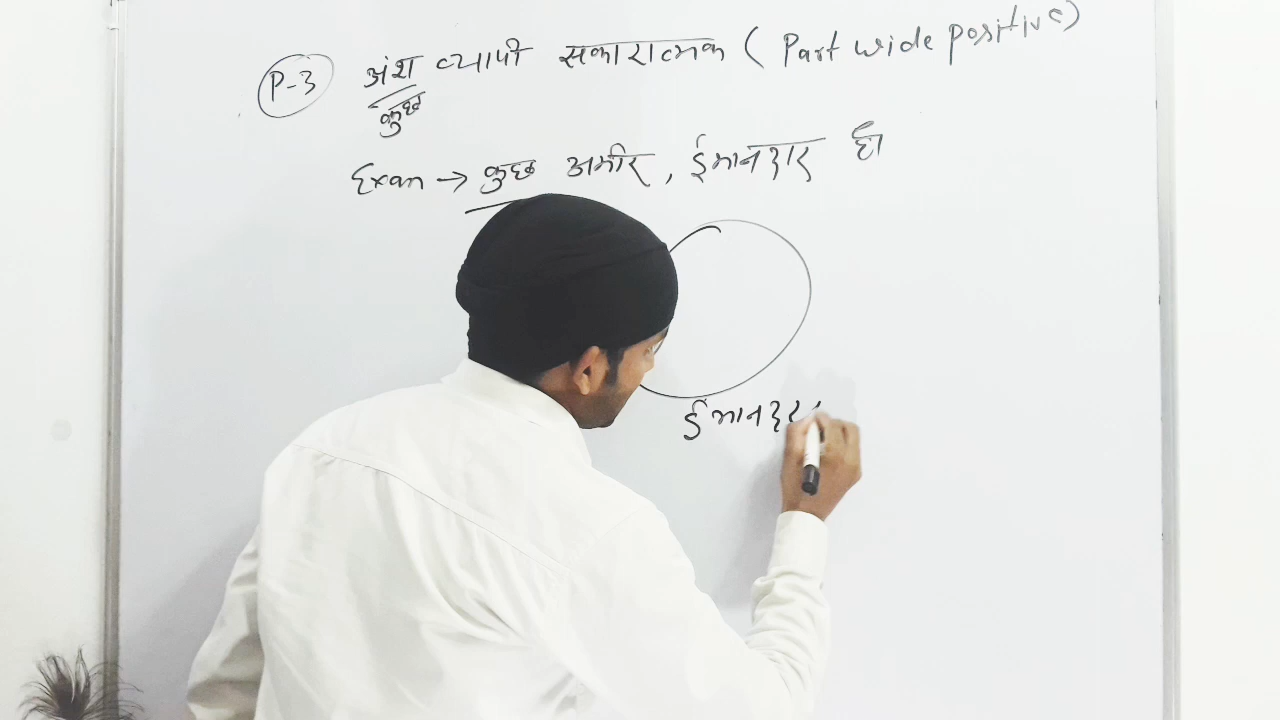 P-3 अंश व्यापी सकारात्मक ( Part wide positive)
कुछ
Exam → कुछ अमीर, ईमानदार है।
ईमानदार